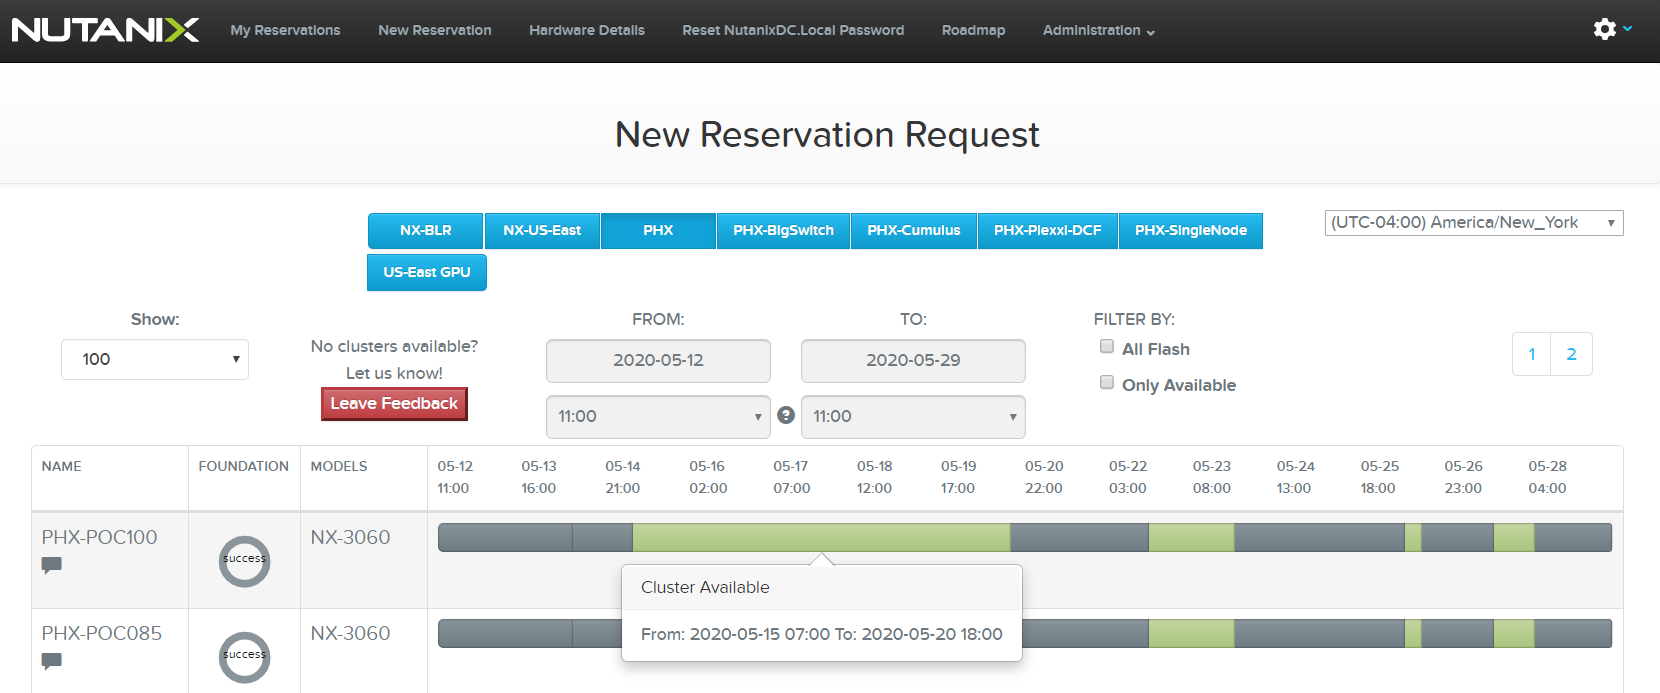 NUTANIX My Reservations New Reservation Hardware Details Reset NutanixDC.Local Password Roadmap Administration
New Reservation Request
NX-BLR NX-US-East PHX PHX-BigSwitch PHX-Cumulus PHX-Plexxi-DCF PHX-SingleNode
(UTC-04:00) America/New_York
US-East GPU
Show:
100
No clusters available?
Let us know!
Leave Feedback
FROM:
2020-05-12
11:00
?
TO:
2020-05-29
11:00
FILTER BY:
All Flash
Only Available
1 2
NAME FOUNDATION MODELS
05-12 05-13 05-14 05-16 05-17 05-18 05-19 05-20 05-22 05-23 05-24 05-25 05-26 05-28
11:00 16:00 21:00 02:00 07:00 12:00 17:00 22:00 03:00 08:00 13:00 18:00 23:00 04:00
PHX-POC100 success NX-3060
Cluster Available
From: 2020-05-15 07:00 To: 2020-05-20 18:00
PHX-POC085 success NX-3060